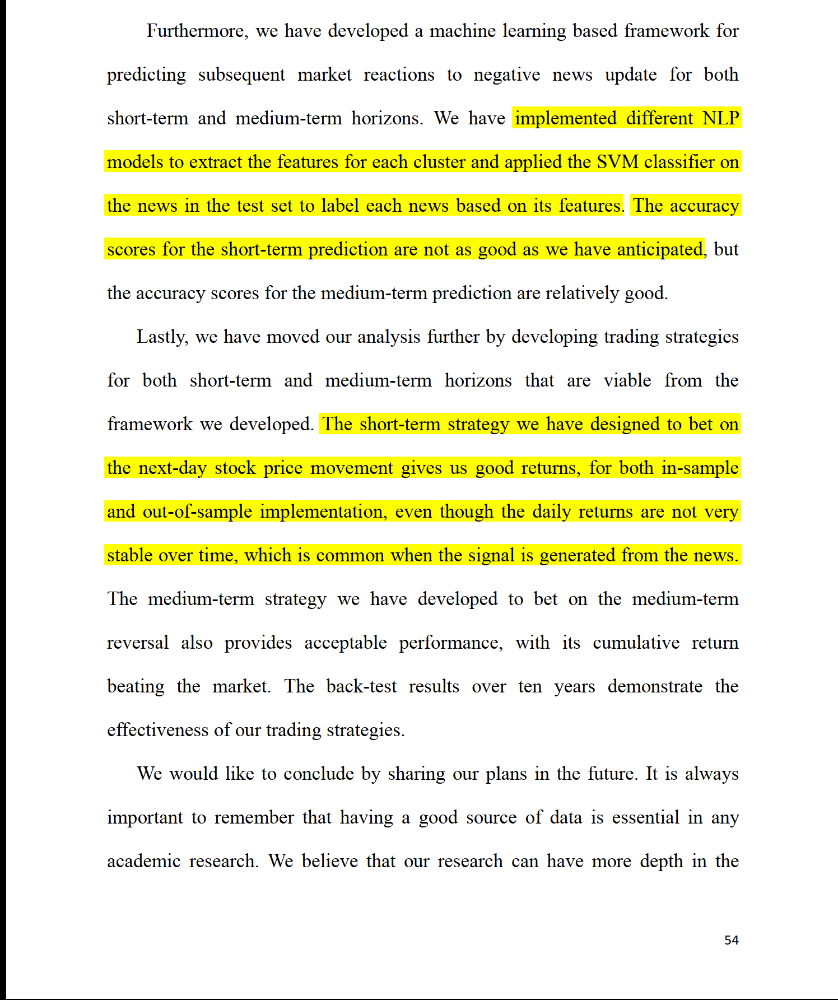 Furthermore, we have developed a machine learning based framework for
predicting subsequent market reactions to negative news update for both
short-term and medium-term horizons. We have implemented different NLP
models to extract the features for each cluster and applied the SVM classifier on
the news in the test set to label each news based on its features. The accuracy
scores for the short-term prediction are not as good as we have anticipated, but
the accuracy scores for the medium-term prediction are relatively good.
Lastly, we have moved our analysis further by developing trading strategies
for both short-term and medium-term horizons that are viable from the
framework we developed. The short-term strategy we have designed to bet on
the next-day stock price movement gives us good returns, for both in-sample
and out-of-sample implementation, even though the daily returns are not very
stable over time, which is common when the signal is generated from the news.
The medium-term strategy we have developed to bet on the medium-term
reversal also provides acceptable performance, with its cumulative return
beating the market. The back-test results over ten years demonstrate the
effectiveness of our trading strategies.
We would like to conclude by sharing our plans in the future. It is always
important to remember that having a good source of data is essential in any
academic research. We believe that our research can have more depth in the
54